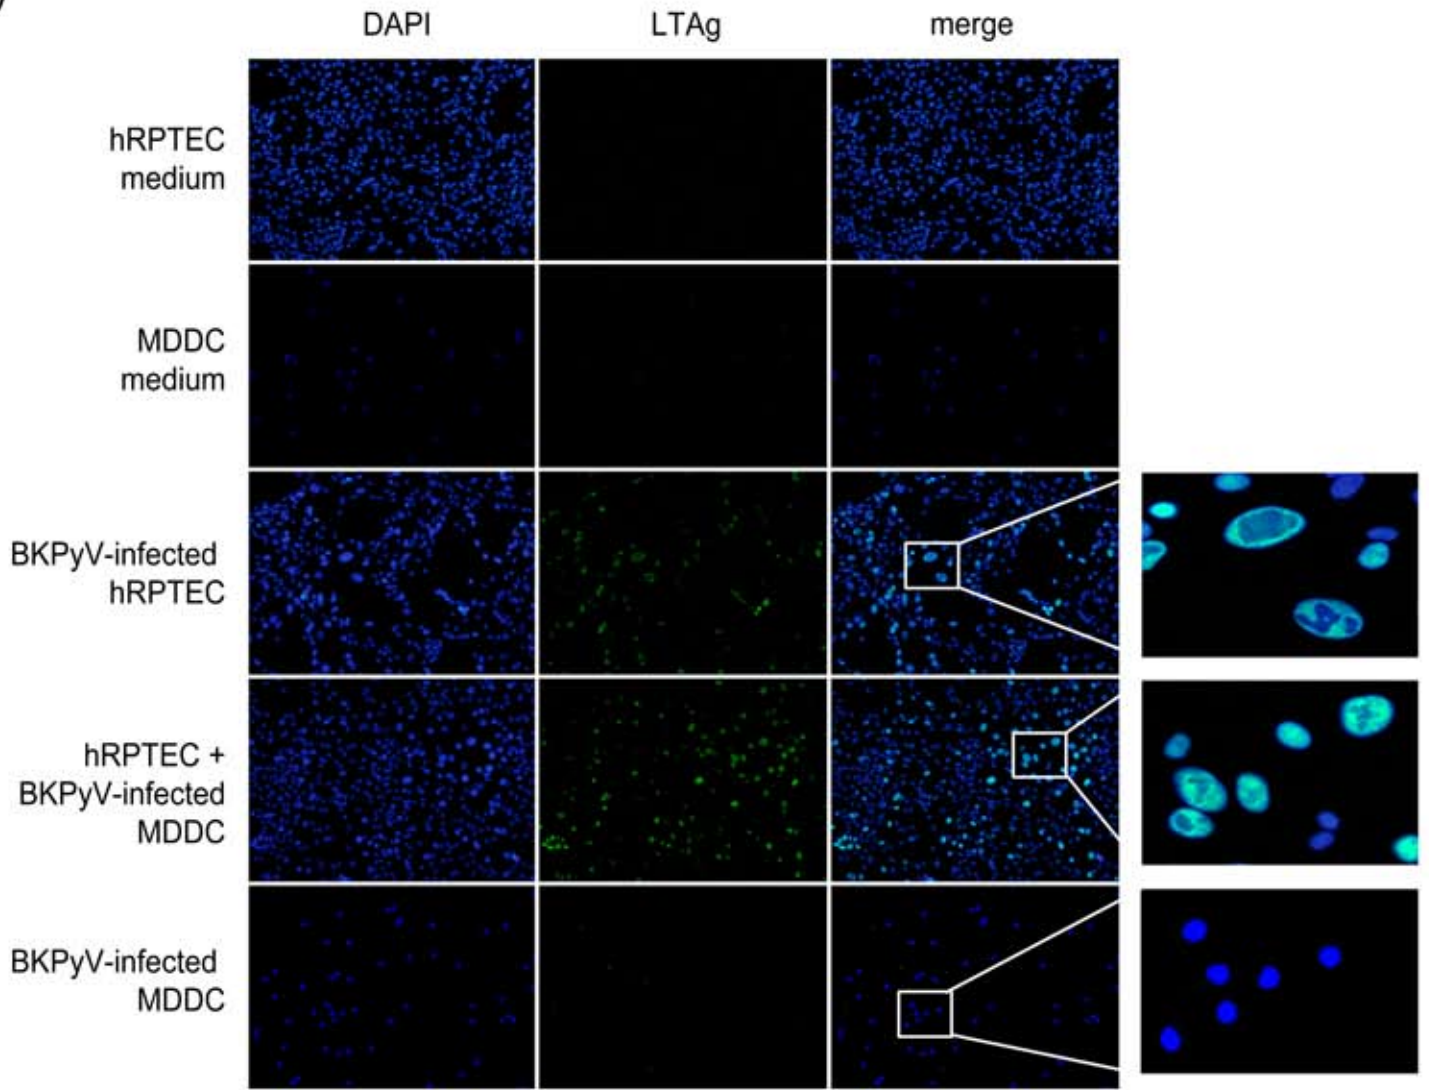 DAPI LTAg merge
hRPTEC
medium
MDDC
medium
BKPyV-infected
hRPTEC
hRPTEC +
BKPyV-infected
MDDC
BKPyV-infected
MDDC